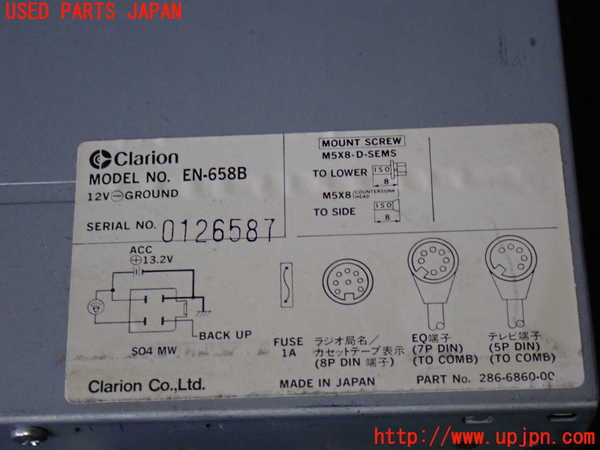 USED PARTS JAPAN
Clarion
MODEL NO. EN-658B
12V⊖GROUND
SERIAL NO. 0126587
MOUNT SCREW
M5X8-D-SEMS
TO LOWER
ISO
8
M5X8 (COUNTERSUNK HEAD)
TO SIDE
ISO
8
ACC
⊕13.2V
BACK UP
SO4 MW
FUSE
1A
ラジオ局名/
カセットテープ表示
(8P DIN 端子)
EQ端子
(7P DIN)
(TO COMB)
テレビ端子
(5P DIN)
(TO COMB)
Clarion Co.,Ltd.
MADE IN JAPAN
PART No. 286-6860-00
http://www.upjpn.com/